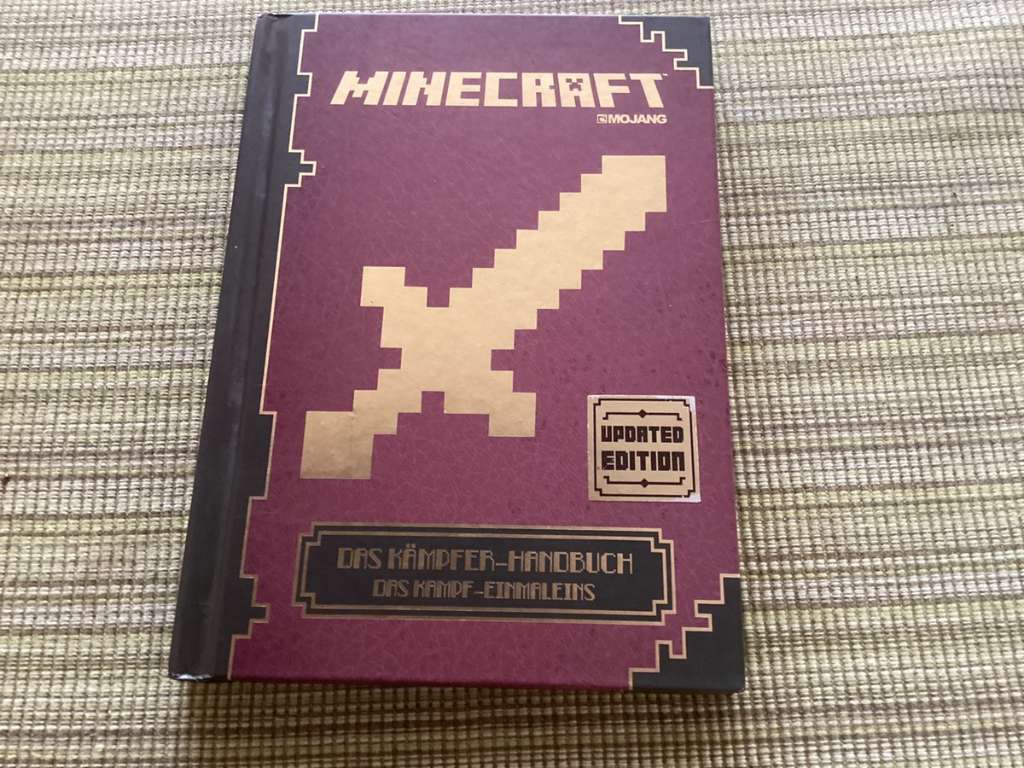 MINECRAFT
MOJANG
UPDATED
EDITION
DAS KÄMPFER-HANDBUCH
DAS KAMPF-EINMALEINS